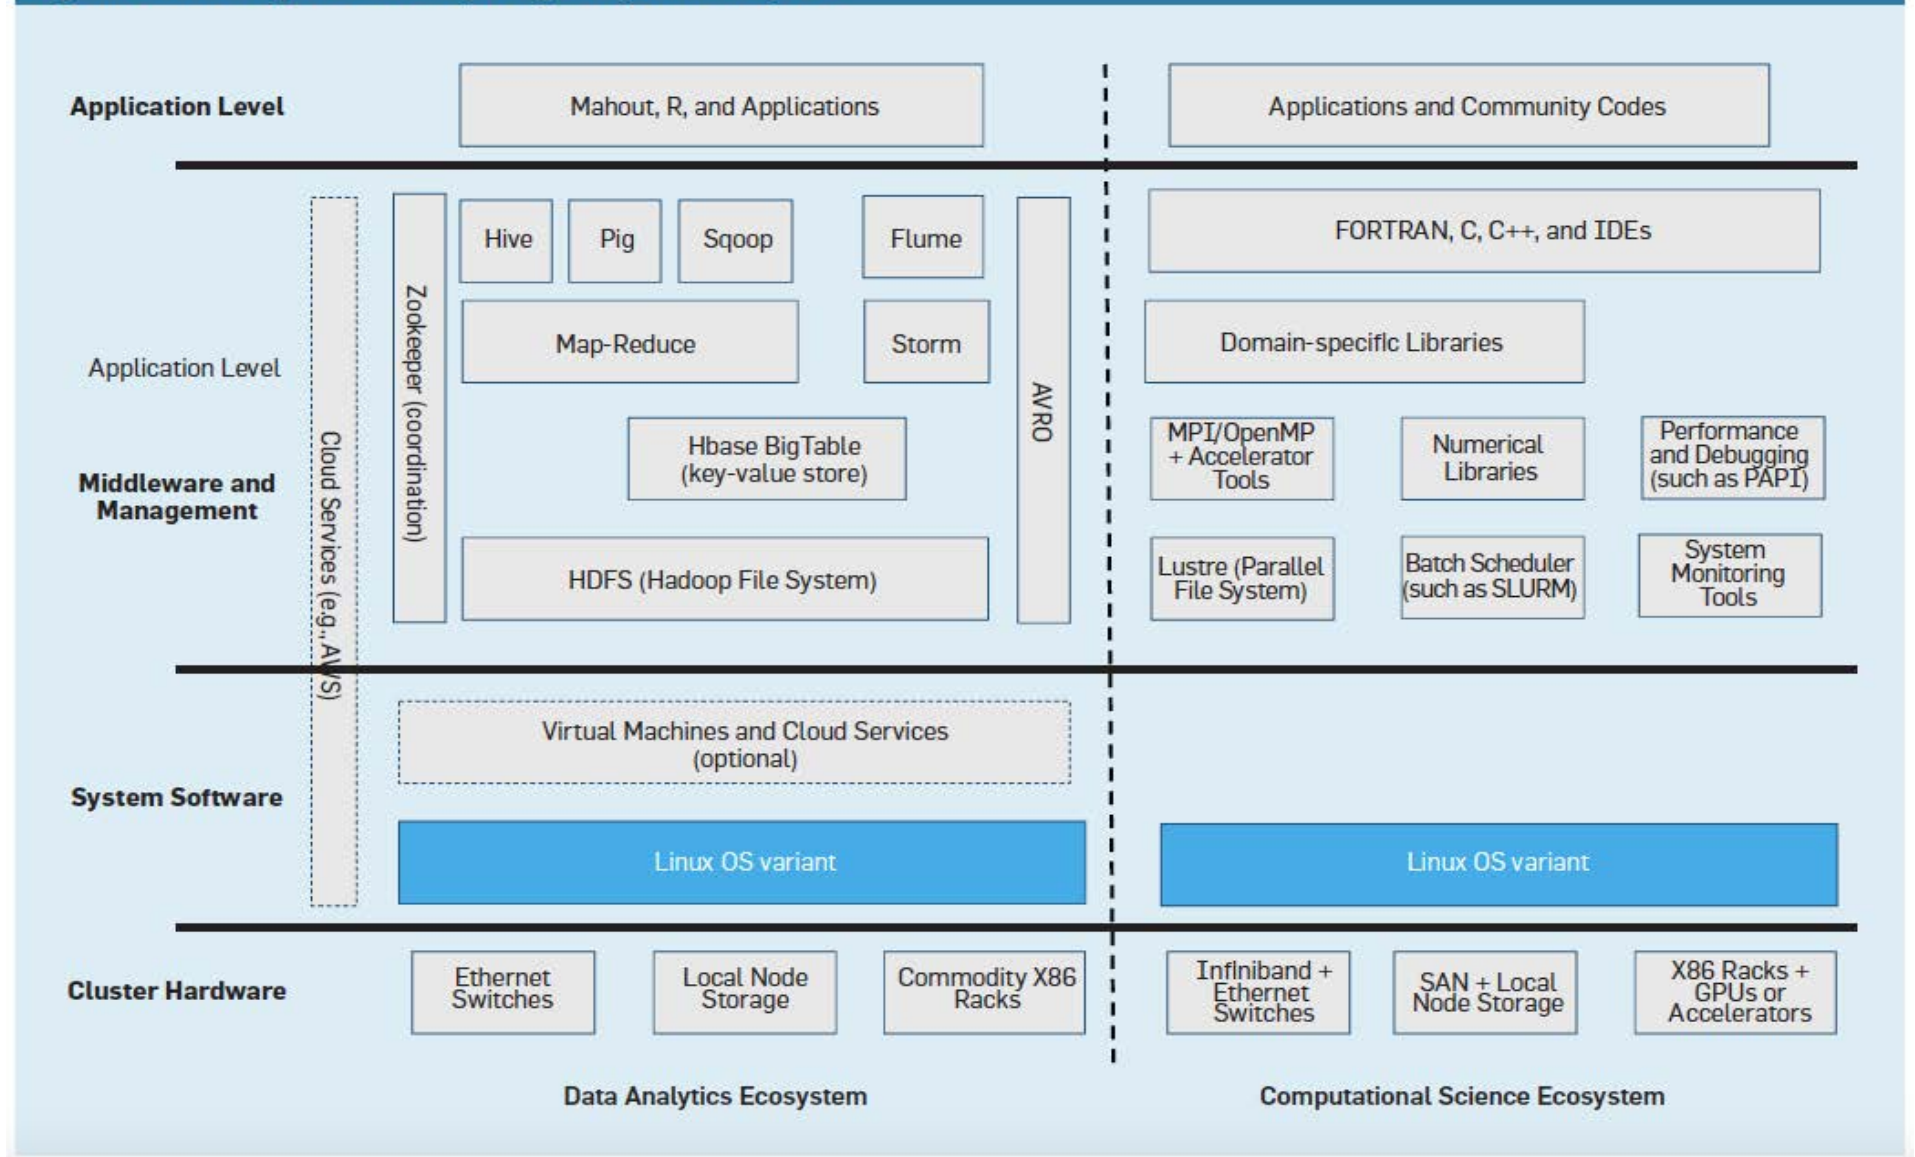 Application Level
Mahout, R, and Applications
Applications and Community Codes
Hive
Pig
Sqoop
Flume
FORTRAN, C, C++, and IDEs
Map-Reduce
Storm
Domain-specific Libraries
Application Level
Zookeeper (coordination)
AVRO
Cloud Services (e.g., AWS)
Middleware and
Management
Hbase BigTable
(key-value store)
MPI/OpenMP
+ Accelerator
Tools
Numerical
Libraries
Performance
and Debugging
(such as PAPI)
HDFS (Hadoop File System)
Lustre (Parallel
File System)
Batch Scheduler
(such as SLURM)
System
Monitoring
Tools
Virtual Machines and Cloud Services
(optional)
System Software
Linux OS variant
Linux OS variant
Cluster Hardware
Ethernet
Switches
Local Node
Storage
Commodity X86
Racks
Infiniband +
Ethernet
Switches
SAN + Local
Node Storage
X86 Racks +
GPUs or
Accelerators
Data Analytics Ecosystem
Computational Science Ecosystem